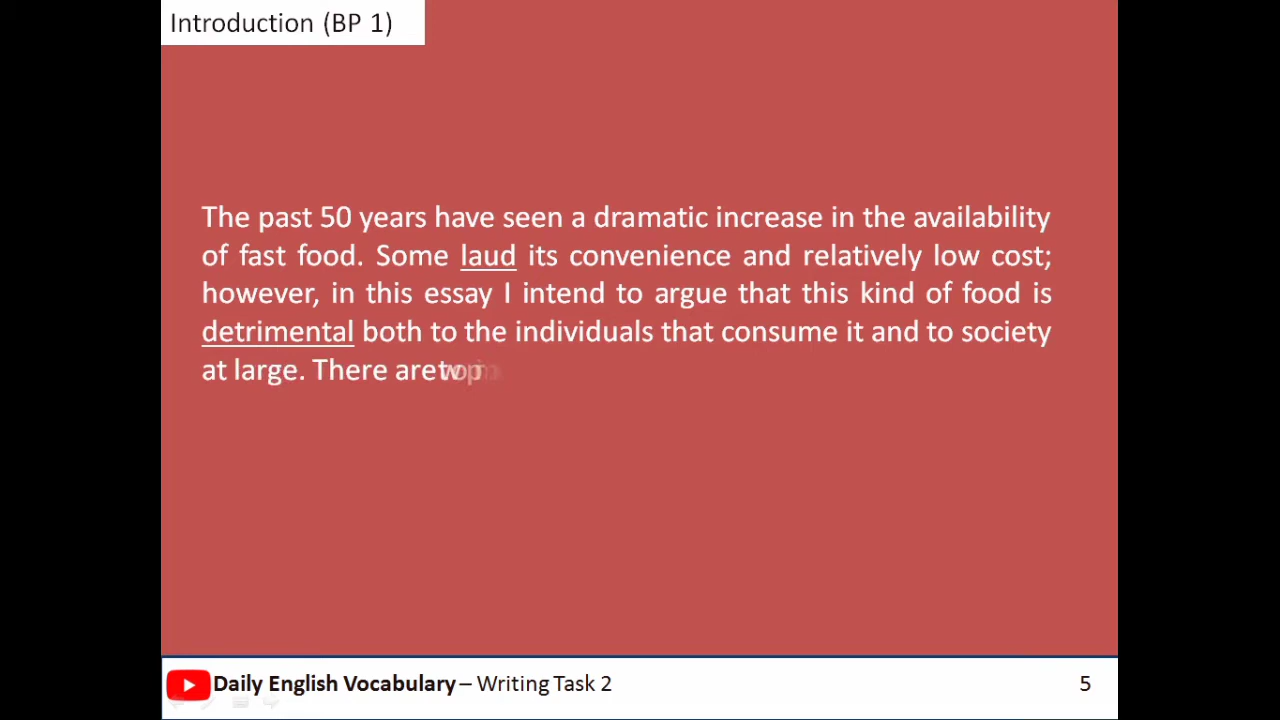 Introduction (BP 1)
The past 50 years have seen a dramatic increase in the availability
of fast food. Some laud its convenience and relatively low cost;
however, in this essay I intend to argue that this kind of food is
detrimental both to the individuals that consume it and to society
at large. There are
Daily English Vocabulary – Writing Task 2
5